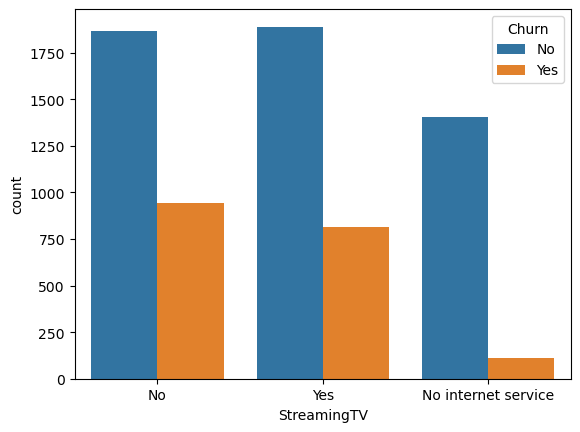 Churn
No
Yes
1750
1500
1250
1000
750
500
250
0
count
No Yes No internet service
StreamingTV